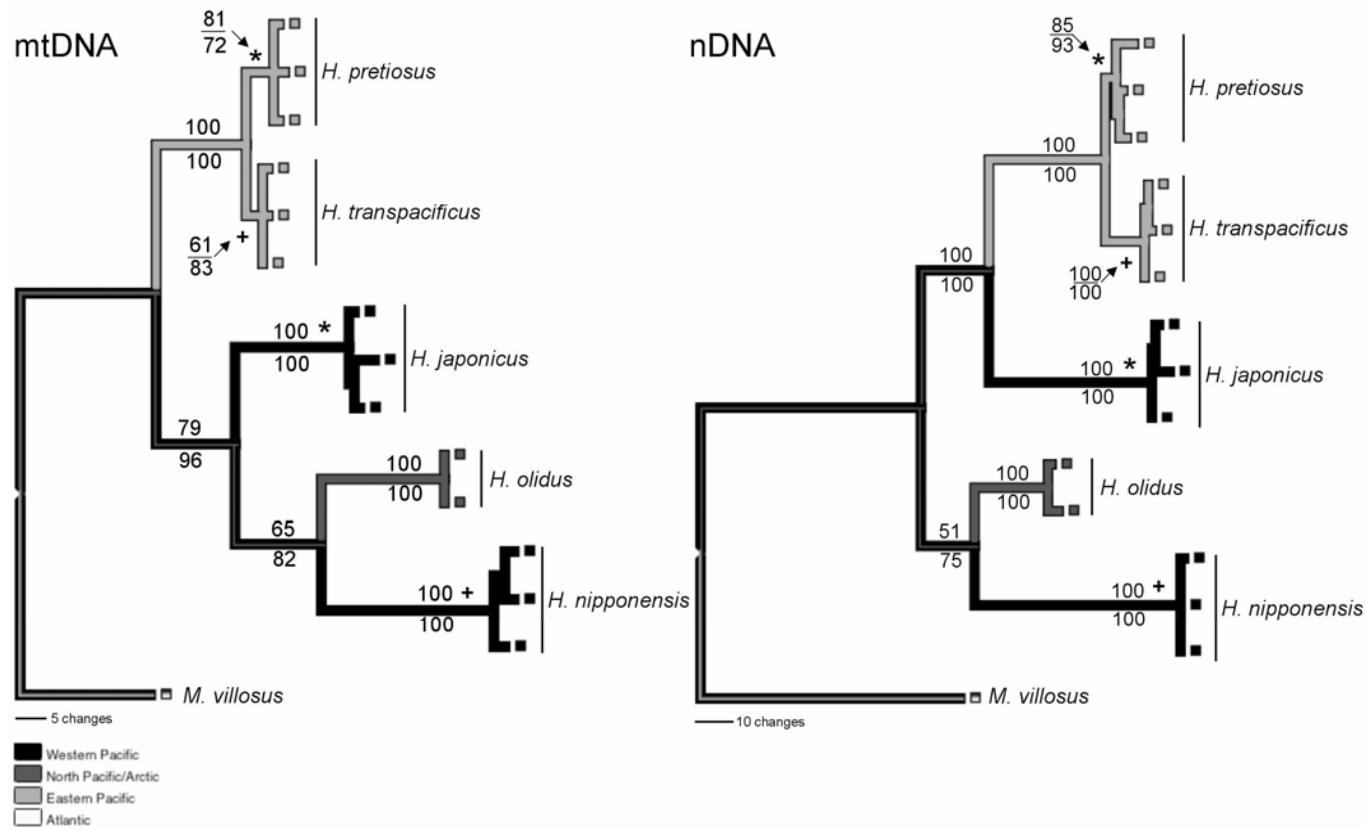 mtDNA
81
72
*
H. pretiosus
100
100
H. transpacificus
61
83
+
100 *
100
H. japonicus
79
96
100
100
H. olidus
65
82
100 +
100
H. nipponensis
M. villosus
5 changes
Western Pacific
North Pacific/Arctic
Eastern Pacific
Atlantic
nDNA
85
93
*
H. pretiosus
100
100
H. transpacificus
100
100
+
100
100
100 *
100
H. japonicus
100
100
H. olidus
51
75
100 +
100
H. nipponensis
M. villosus
10 changes